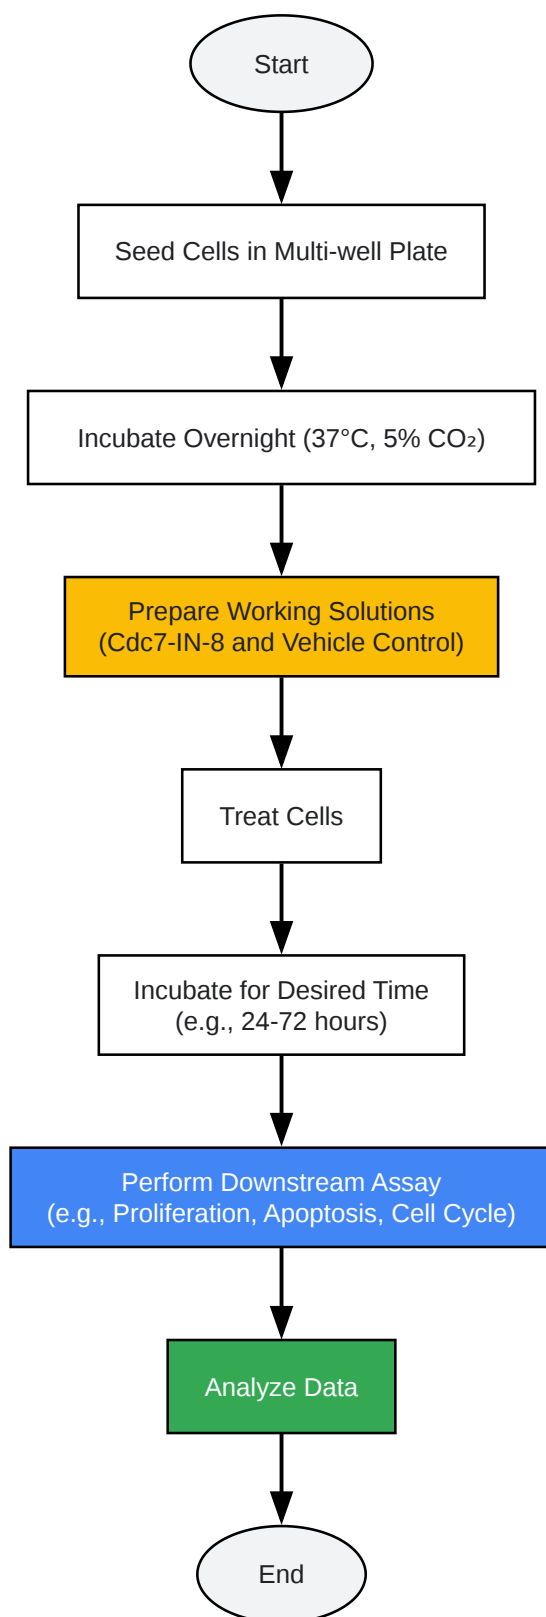 Start
Seed Cells in Multi-well Plate
Incubate Overnight (37°C, 5% CO₂)
Prepare Working Solutions
(Cdc7-IN-8 and Vehicle Control)
Treat Cells
Incubate for Desired Time
(e.g., 24-72 hours)
Perform Downstream Assay
(e.g., Proliferation, Apoptosis, Cell Cycle)
Analyze Data
End